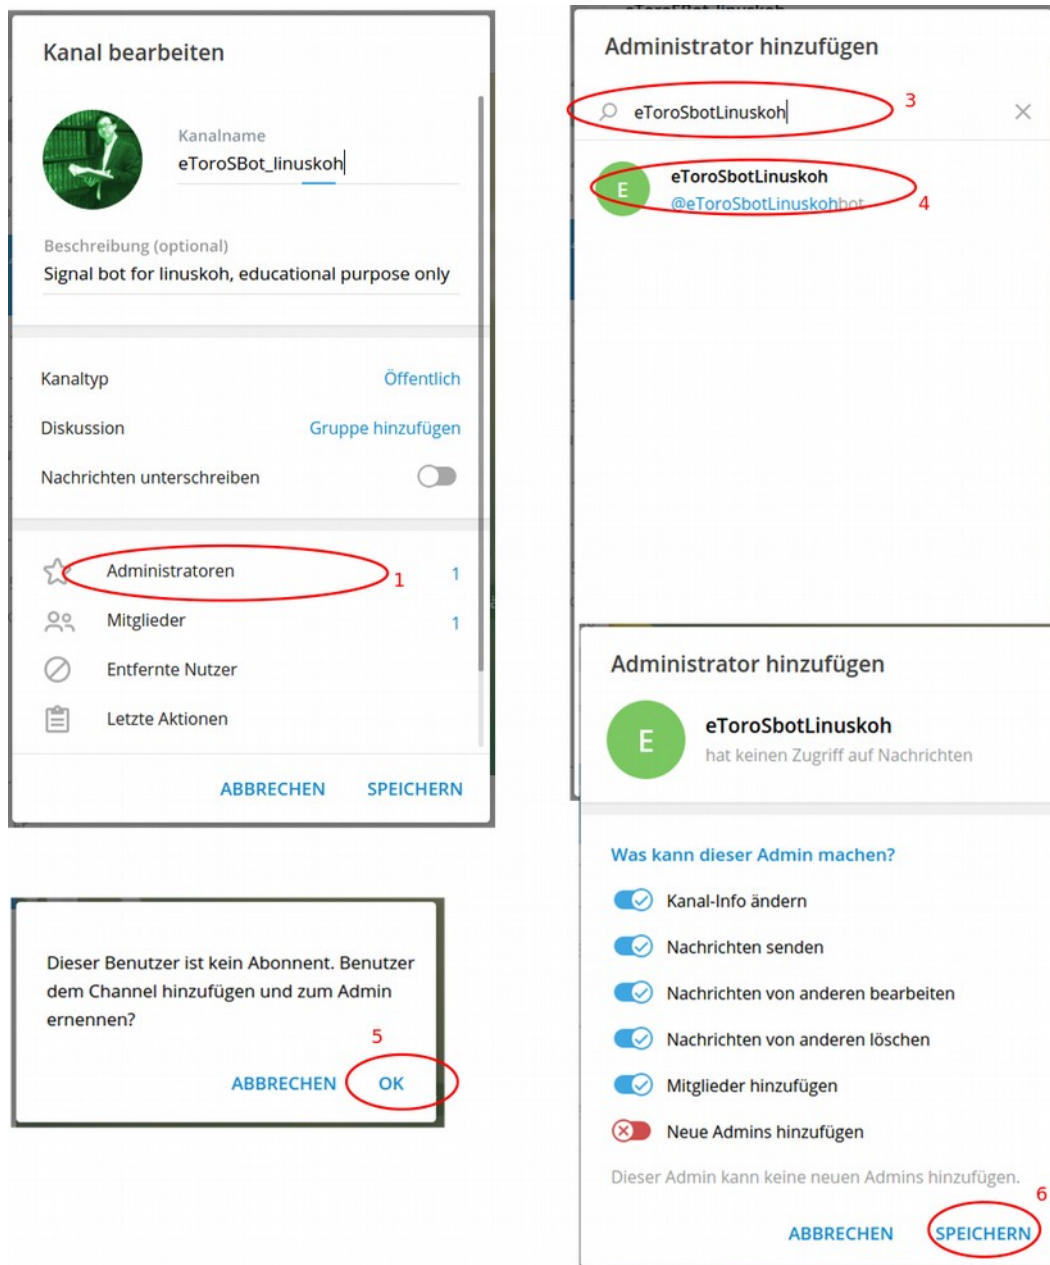 Kanal bearbeiten
Kanalname
eToroSBot_linuskoh
Beschreibung (optional)
Signal bot for linuskoh, educational purpose only
Kanaltyp Öffentlich
Diskussion Gruppe hinzufügen
Nachrichten unterschreiben
Administratoren 1 1
Mitglieder 1
Entfernte Nutzer
Letzte Aktionen
ABBRECHEN SPEICHERN
Dieser Benutzer ist kein Abonnent. Benutzer
dem Channel hinzufügen und zum Admin
ernennen?
5
ABBRECHEN OK
Administrator hinzufügen
eToroSbotLinuskoh 3
E
eToroSbotLinuskoh
@eToroSbotLinuskohbot 4
Administrator hinzufügen
E
eToroSbotLinuskoh
hat keinen Zugriff auf Nachrichten
Was kann dieser Admin machen?
Kanal-Info ändern
Nachrichten senden
Nachrichten von anderen bearbeiten
Nachrichten von anderen löschen
Mitglieder hinzufügen
Neue Admins hinzufügen
Dieser Admin kann keine neuen Admins hinzufügen.
6
ABBRECHEN SPEICHERN